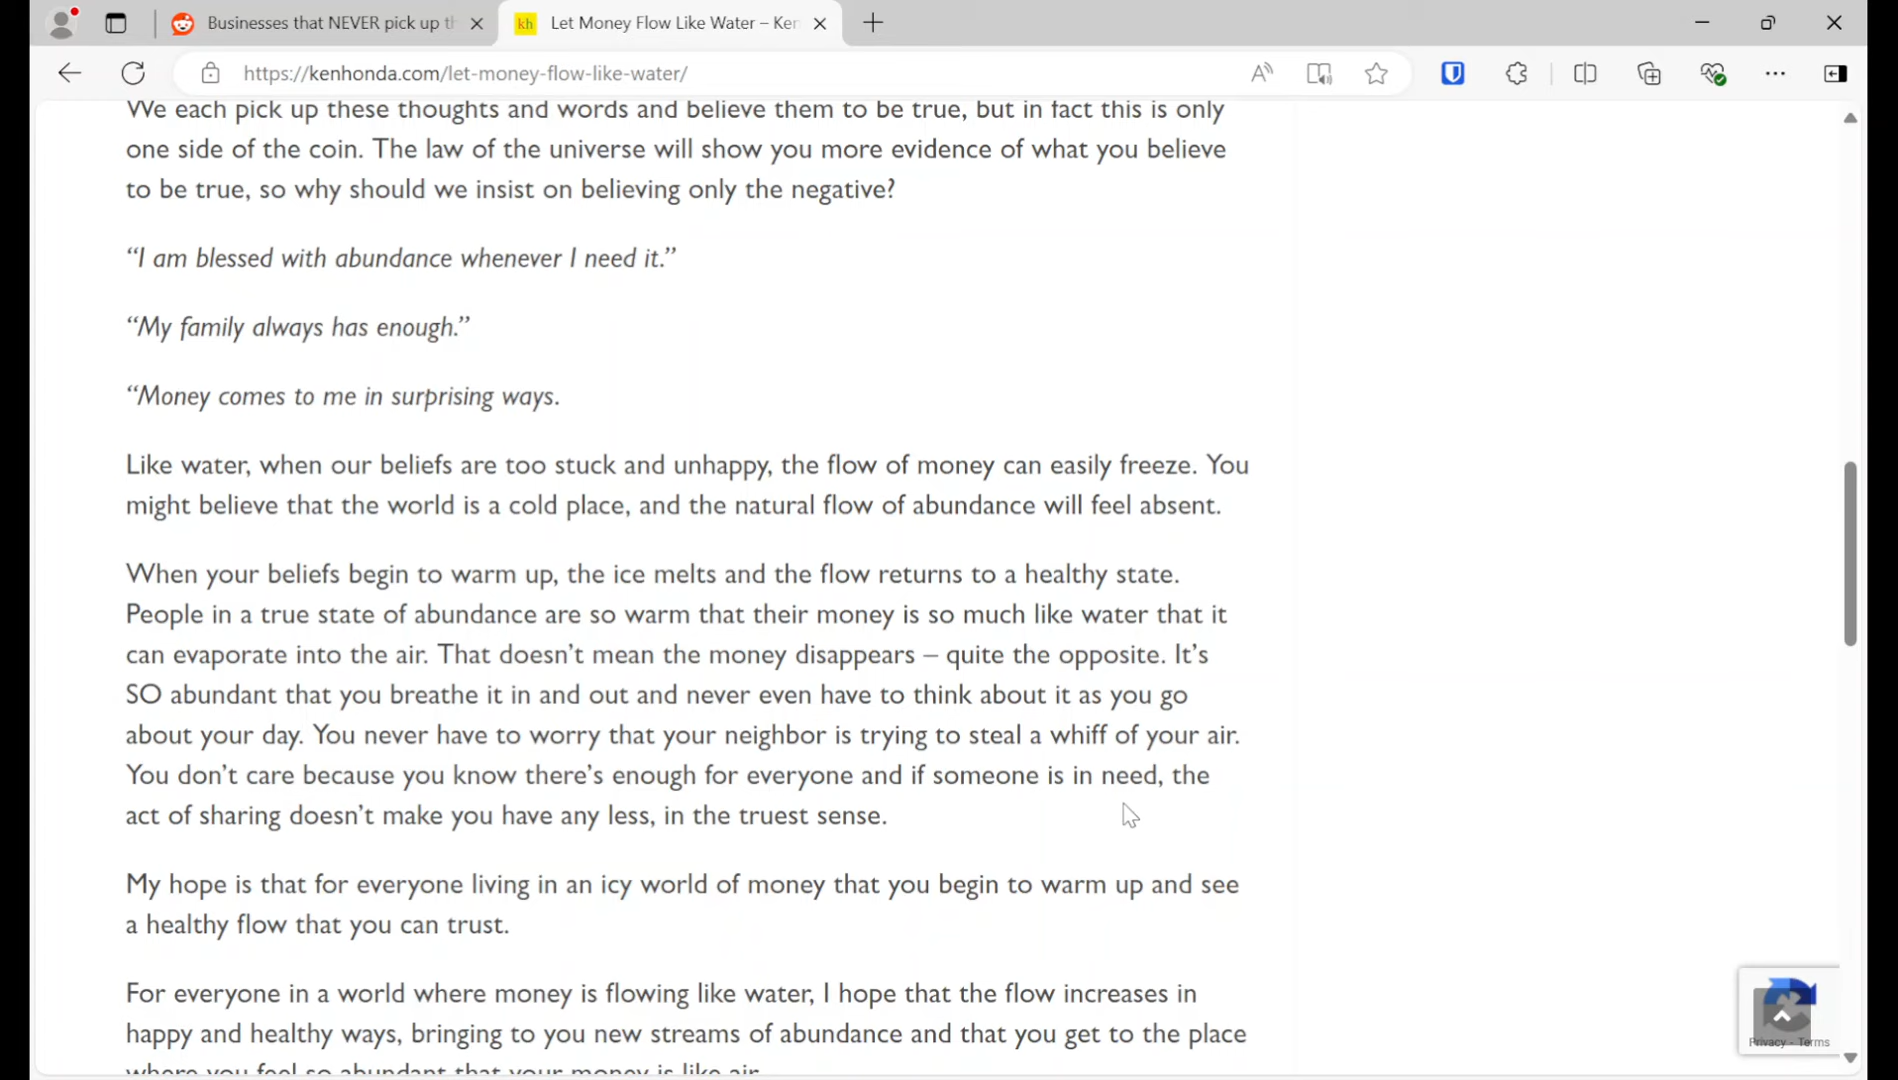 Businesses that NEVER pick up th
kh
Let Money Flow Like Water – Ken
https://kenhonda.com/let-money-flow-like-water/
We each pick up these thoughts and words and believe them to be true, but in fact this is only
one side of the coin. The law of the universe will show you more evidence of what you believe
to be true, so why should we insist on believing only the negative?
“I am blessed with abundance whenever I need it.”
“My family always has enough.”
“Money comes to me in surprising ways.
Like water, when our beliefs are too stuck and unhappy, the flow of money can easily freeze. You
might believe that the world is a cold place, and the natural flow of abundance will feel absent.
When your beliefs begin to warm up, the ice melts and the flow returns to a healthy state.
People in a true state of abundance are so warm that their money is so much like water that it
can evaporate into the air. That doesn’t mean the money disappears – quite the opposite. It’s
SO abundant that you breathe it in and out and never even have to think about it as you go
about your day. You never have to worry that your neighbor is trying to steal a whiff of your air.
You don’t care because you know there’s enough for everyone and if someone is in need, the
act of sharing doesn’t make you have any less, in the truest sense.
My hope is that for everyone living in an icy world of money that you begin to warm up and see
a healthy flow that you can trust.
For everyone in a world where money is flowing like water, I hope that the flow increases in
happy and healthy ways, bringing to you new streams of abundance and that you get to the place
where you feel so abundant that your money is like air.
Privacy - Terms